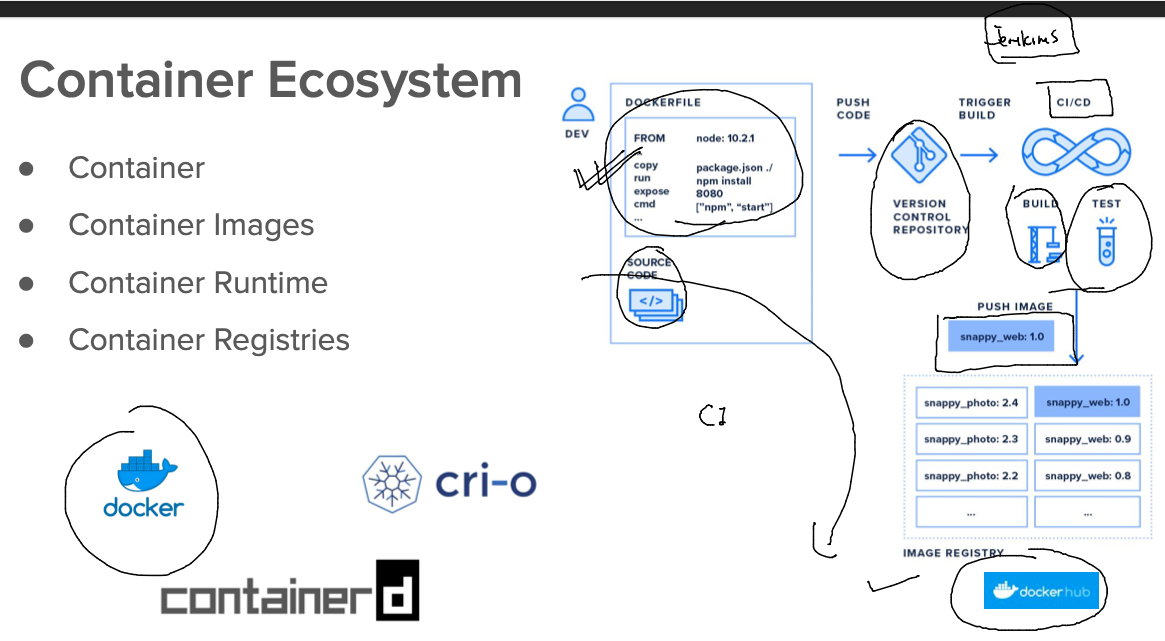 Container Ecosystem
● Container
● Container Images
● Container Runtime
● Container Registries
docker
cri-o
containerd
DEV
DOCKERFILE
FROM node: 10.2.1
copy package.json ./
run npm install
expose 8080
cmd ["npm", "start"]
...
SOURCE
CODE
</>
CI
PUSH
CODE
VERSION
CONTROL
REPOSITORY
TRIGGER
BUILD
Jenkins
CI/CD
BUILD
TEST
PUSH IMAGE
snappy_web: 1.0
snappy_photo: 2.4 snappy_web: 1.0
snappy_photo: 2.3 snappy_web: 0.9
snappy_photo: 2.2 snappy_web: 0.8
... ...
IMAGE REGISTRY
dockerhub